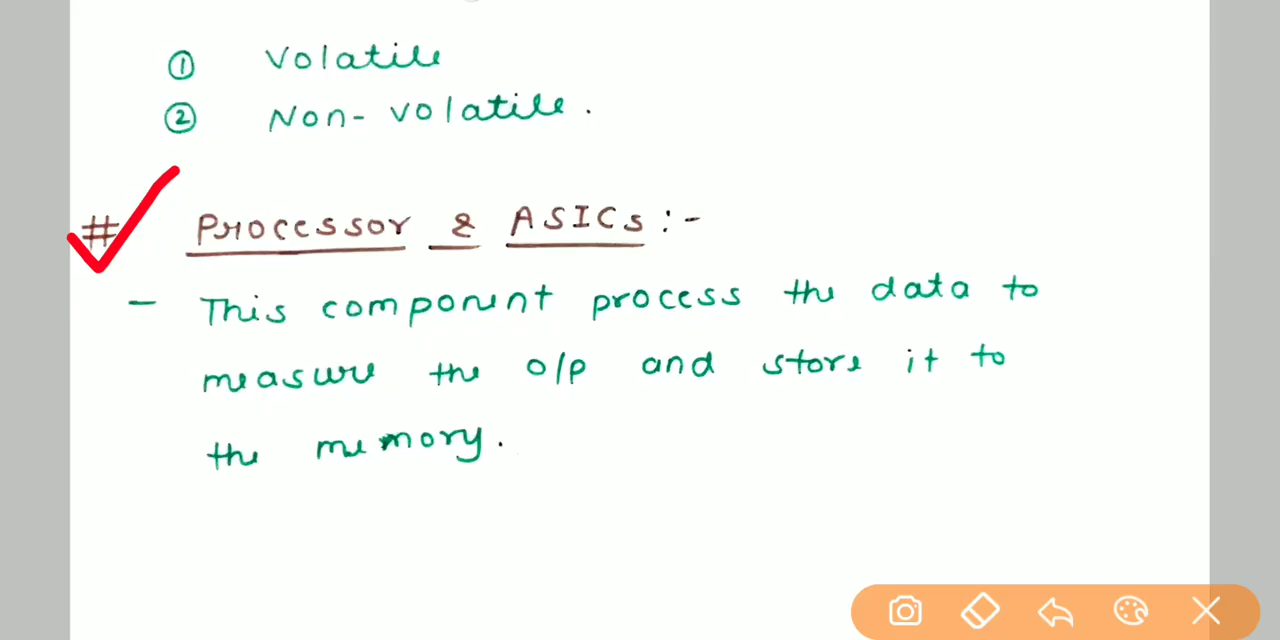 ① Volatile
② Non-volatile.
# Processor & ASICs:-
- This component process the data to
measure the o/p and store it to
the memory.